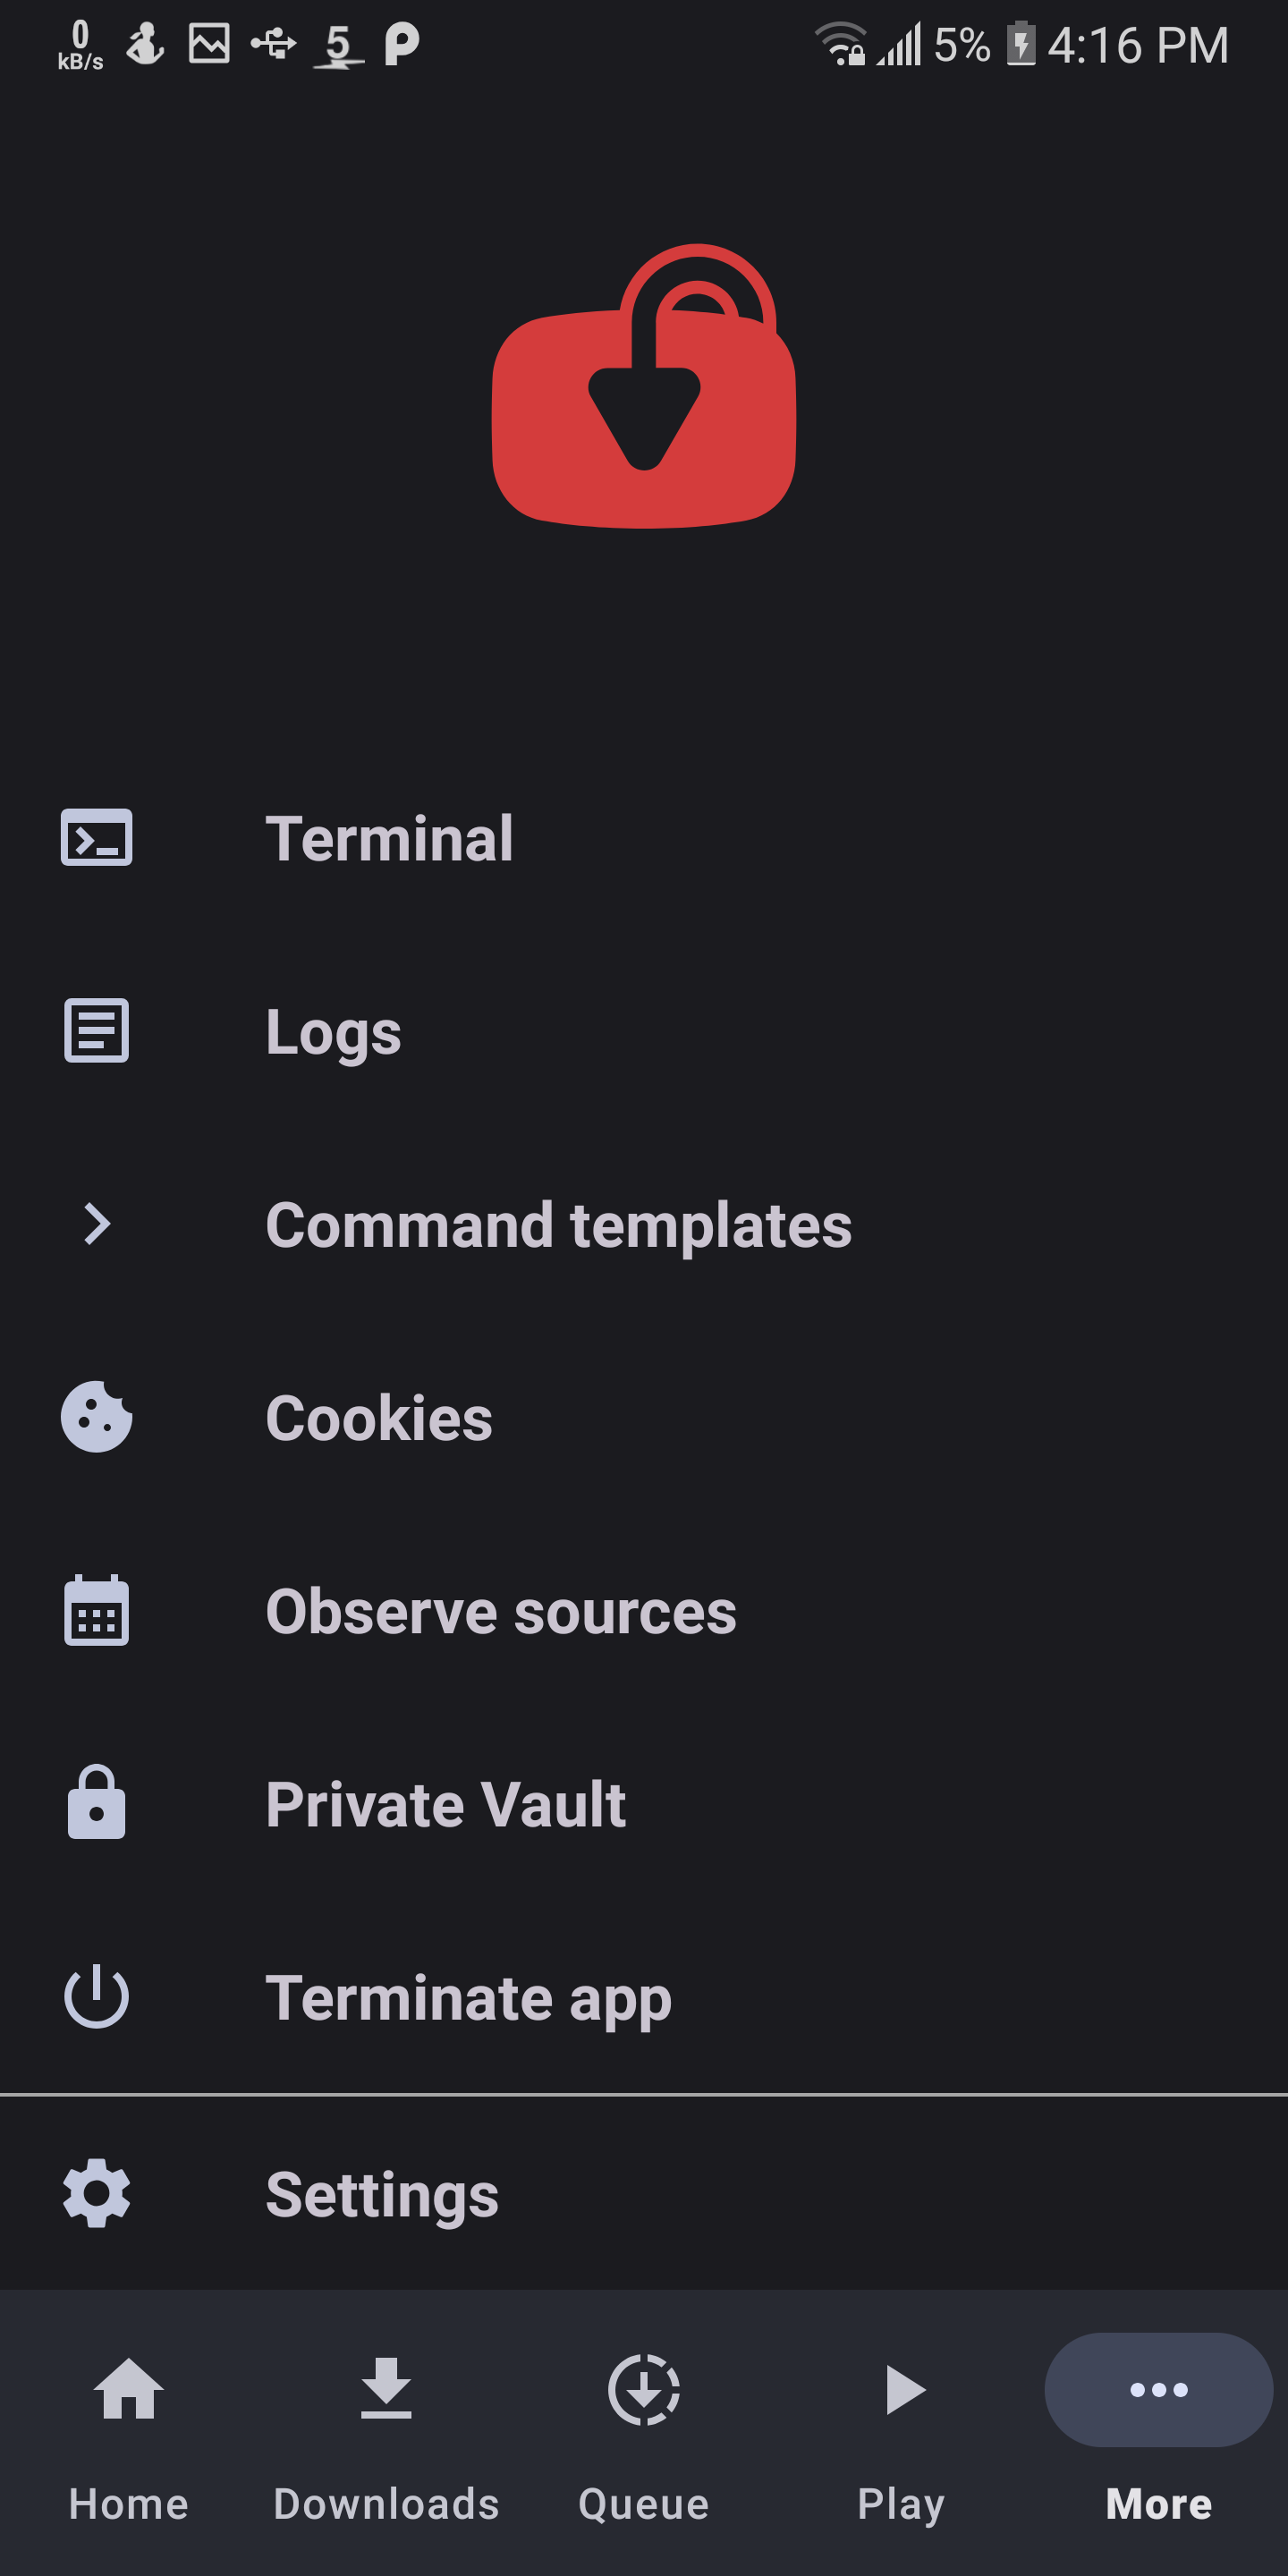 0
kB/s
5
5%
4:16 PM
Terminal
Logs
Command templates
Cookies
Observe sources
Private Vault
Terminate app
Settings
Home
Downloads
Queue
Play
More